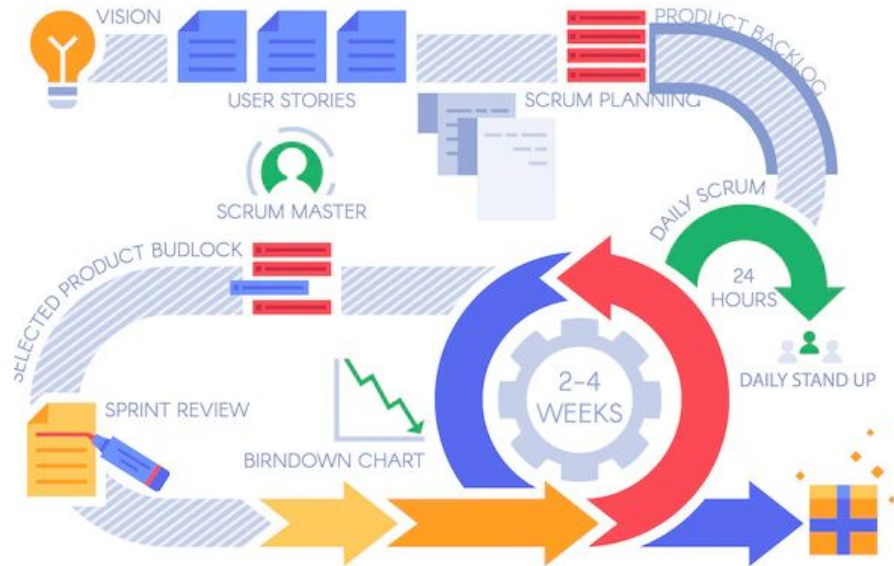 VISION
PRODUCT BACKLOG
USER STORIES
SCRUM PLANNING
SCRUM MASTER
DAILY SCRUM
SELECTED PRODUCT BUDLOCK
24
HOURS
2-4
WEEKS
DAILY STAND UP
SPRINT REVIEW
BIRNDOWN CHART